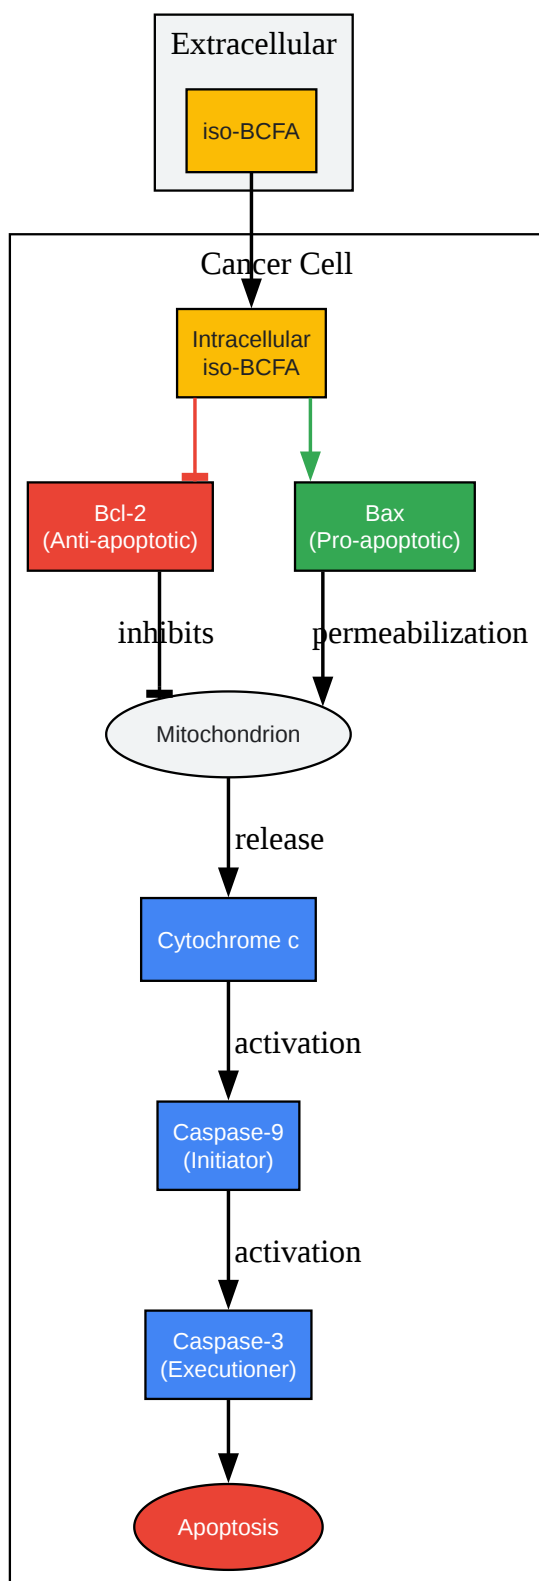 Extracellular
iso-BCFA
Cancer Cell
Intracellular
iso-BCFA
Bcl-2
(Anti-apoptotic)
Bax
(Pro-apoptotic)
inhibits
permeabilization
Mitochondrion
release
Cytochrome c
activation
Caspase-9
(Initiator)
activation
Caspase-3
(Executioner)
Apoptosis